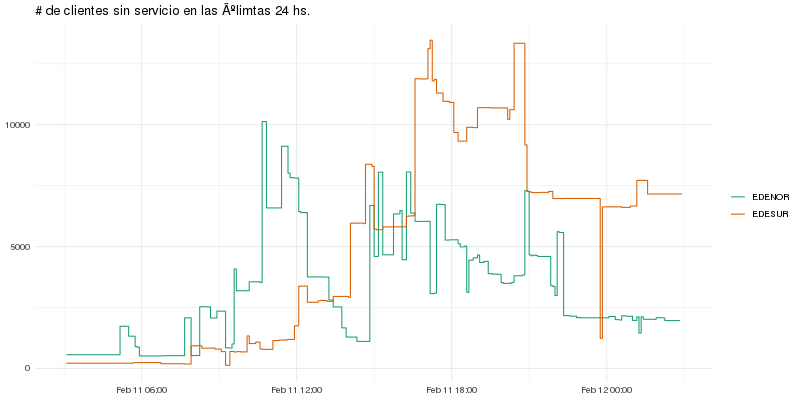 # de clientes sin servicio en las Ãºlimtas 24 hs.
10000
5000
0
Feb 11 06:00
Feb 11 12:00
Feb 11 18:00
Feb 12 00:00
EDENOR
EDESUR